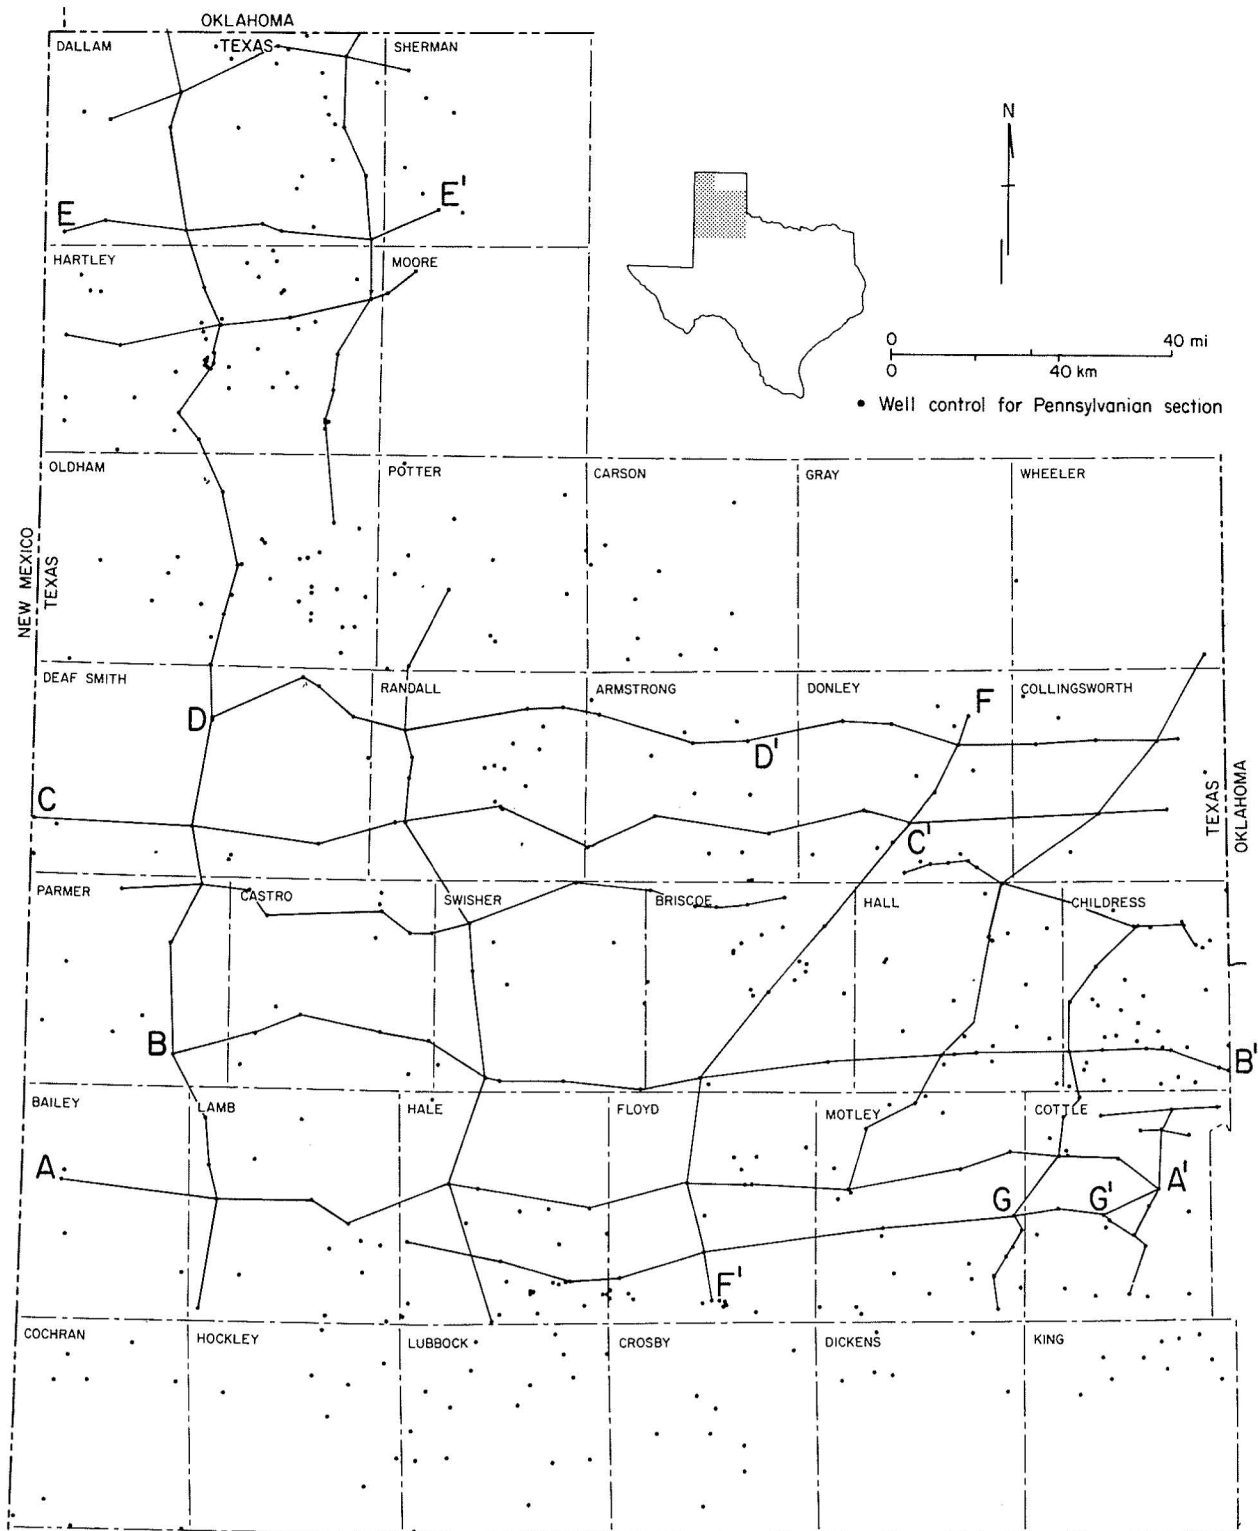 OKLAHOMA
TEXAS
DALLAM
SHERMAN
N
E
E'
HARTLEY
MOORE
0 40 mi
0 40 km
• Well control for Pennsylvanian section
OLDHAM
POTTER
CARSON
GRAY
WHEELER
NEW MEXICO
TEXAS
DEAF SMITH
RANDALL
ARMSTRONG
DONLEY
COLLINGSWORTH
F
D
D'
C
C'
TEXAS
OKLAHOMA
PARMER
CASTRO
SWISHER
BRISCOE
HALL
CHILDRESS
B
B'
BAILEY
LAMB
HALE
FLOYD
MOTLEY
COTTLE
A
A'
G
G'
F'
COCHRAN
HOCKLEY
LUBBOCK
CROSBY
DICKENS
KING